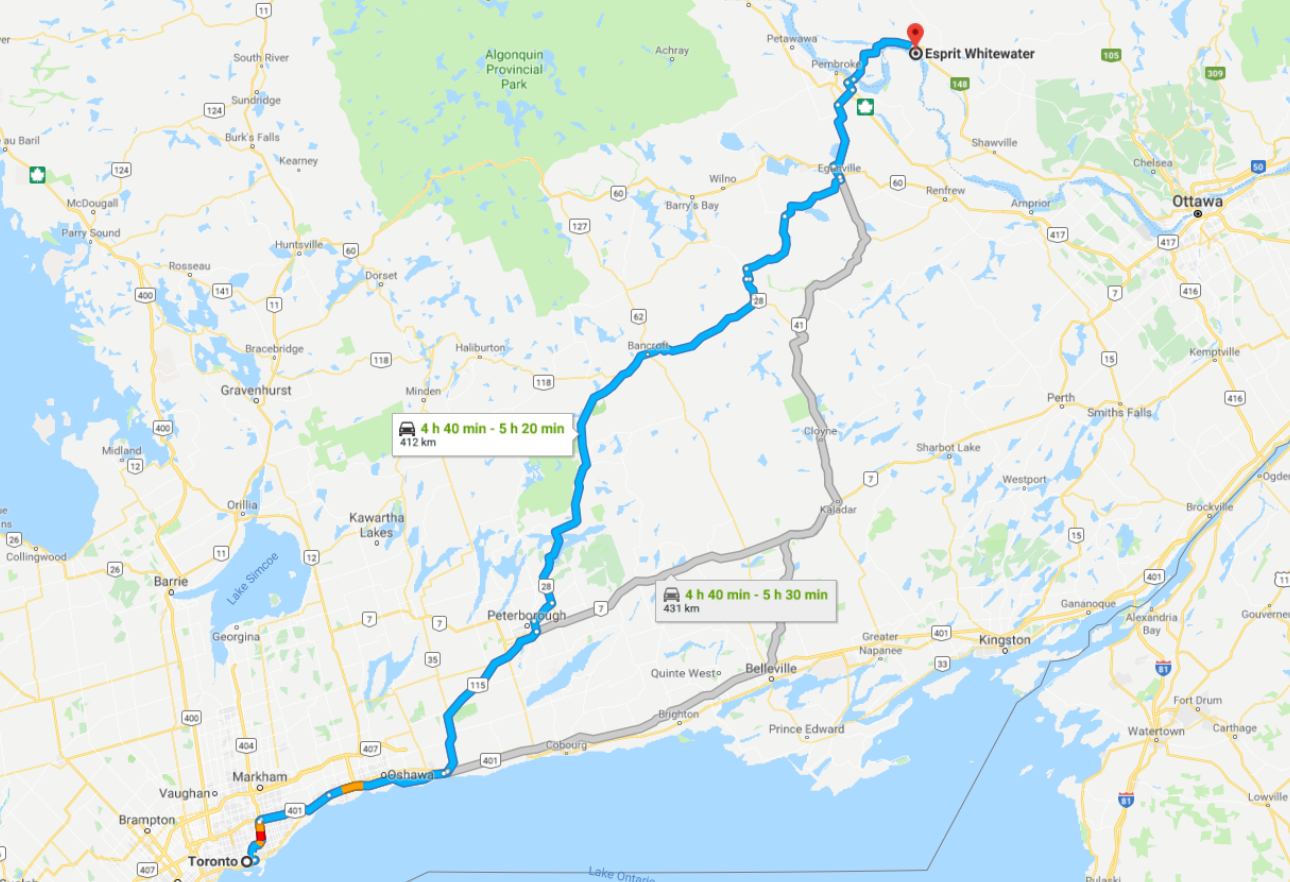 11
South River
Algonquin
Provincial
Park
Achray
Petawawa
Esprit Whitewater
105
309
Pembroke
148
124
Sundridge
Burk's Falls
au Baril
124
Kearney
Shawville
Chelsea
50
Wilno
60
Barry's Bay
60
Renfrew
Arnprior
Ottawa
McDougall
Parry Sound
127
417
417
Huntsville
60
Rosseau
Dorset
400
141
11
28
7
416
62
41
Bracebridge
118
Haliburton
Bancroft
15
Kemptville
Gravenhurst
Minden
118
Perth
Smiths Falls
416
400
4 h 40 min - 5 h 20 min
412 km
Cloyne
Midland
12
Sharbot Lake
7
Westport
Orillia
Kaladar
Brockville
Kawartha
Lakes
26
Collingwood
11
12
15
26
Barrie
Lake Simcoe
28
401
11
4 h 40 min - 5 h 30 min
431 km
7
Peterborough
7
7
Gananoque
Alexandria
Bay
Georgina
Greater
Napanee
401
Kingston
35
33
Quinte West
Belleville
81
115
Fort Drum
400
Brighton
Prince Edward
Carthage
Watertown
404
407
Cobourg
401
Markham
Oshawa
Vaughan
81
Lowville
401
Brampton
Toronto
407
Lake Ontario
Pulaski